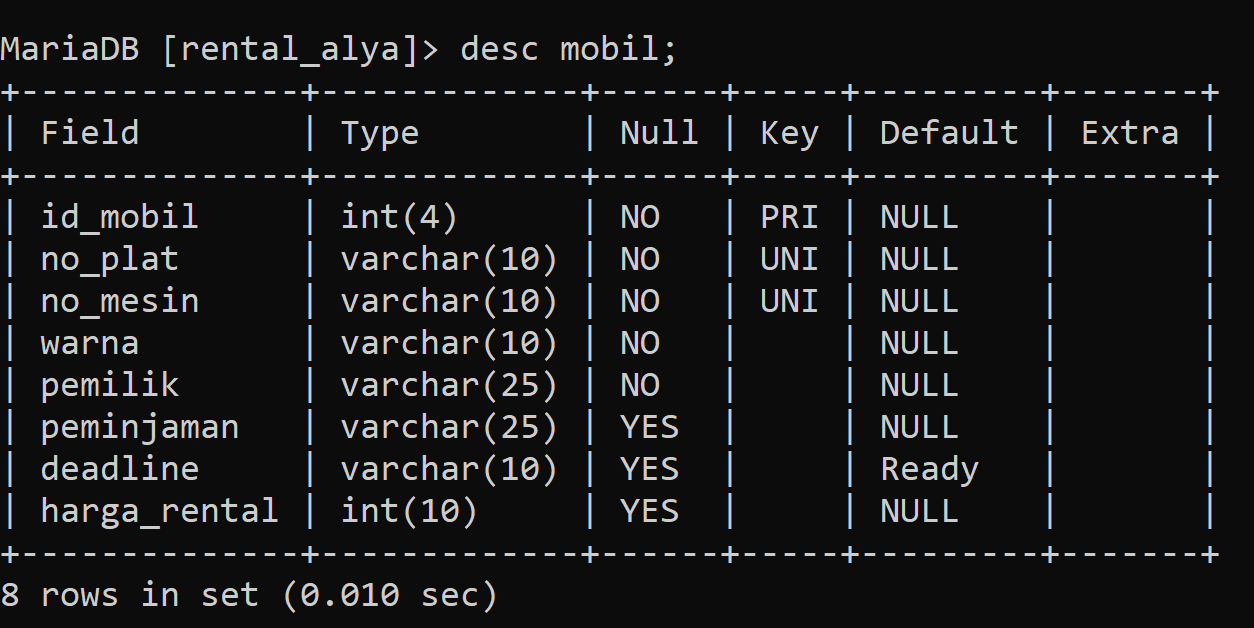 MariaDB [rental_alya]> desc mobil;
+--------------+-------------+------+-----+---------+-------+
| Field        | Type        | Null | Key | Default | Extra |
+--------------+-------------+------+-----+---------+-------+
| id_mobil     | int(4)      | NO   | PRI | NULL    |       |
| no_plat      | varchar(10) | NO   | UNI | NULL    |       |
| no_mesin     | varchar(10) | NO   | UNI | NULL    |       |
| warna        | varchar(10) | NO   |     | NULL    |       |
| pemilik      | varchar(25) | NO   |     | NULL    |       |
| peminjaman   | varchar(25) | YES  |     | NULL    |       |
| deadline     | varchar(10) | YES  |     | Ready   |       |
| harga_rental | int(10)     | YES  |     | NULL    |       |
+--------------+-------------+------+-----+---------+-------+
8 rows in set (0.010 sec)